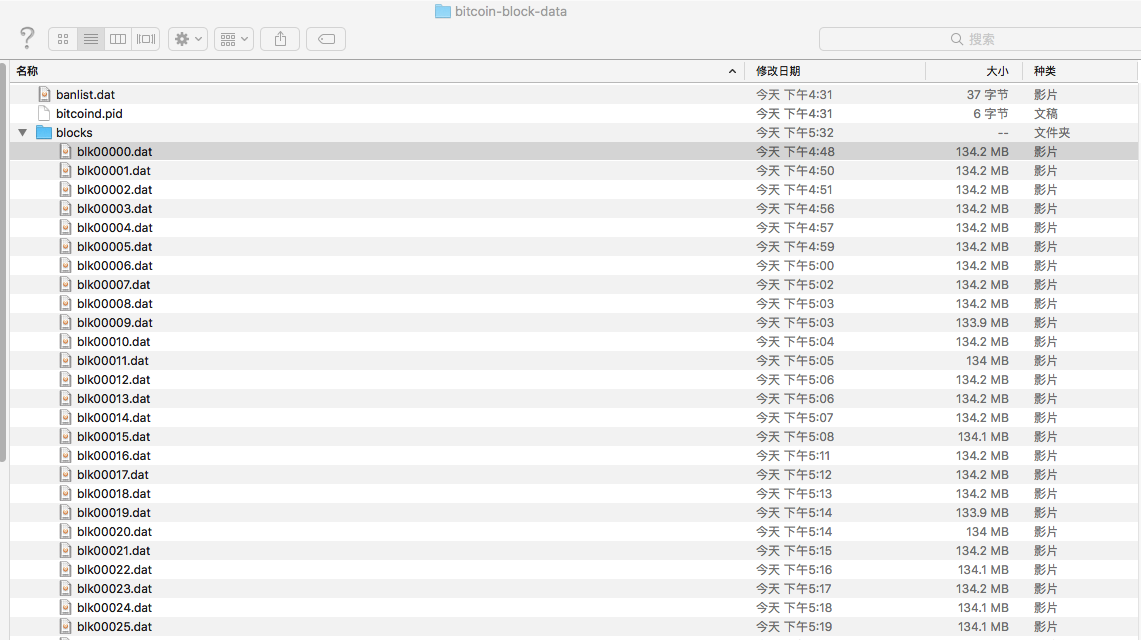 bitcoin-block-data
搜索
名称 修改日期 大小 种类
banlist.dat 今天 下午4:31 37 字节 影片
bitcoind.pid 今天 下午4:31 6 字节 文稿
blocks 今天 下午5:32 -- 文件夹
blk00000.dat 今天 下午4:48 134.2 MB 影片
blk00001.dat 今天 下午4:50 134.2 MB 影片
blk00002.dat 今天 下午4:51 134.2 MB 影片
blk00003.dat 今天 下午4:56 134.2 MB 影片
blk00004.dat 今天 下午4:57 134.2 MB 影片
blk00005.dat 今天 下午4:59 134.2 MB 影片
blk00006.dat 今天 下午5:00 134.2 MB 影片
blk00007.dat 今天 下午5:02 134.2 MB 影片
blk00008.dat 今天 下午5:03 134.2 MB 影片
blk00009.dat 今天 下午5:03 133.9 MB 影片
blk00010.dat 今天 下午5:04 134.2 MB 影片
blk00011.dat 今天 下午5:05 134 MB 影片
blk00012.dat 今天 下午5:06 134.2 MB 影片
blk00013.dat 今天 下午5:06 134.2 MB 影片
blk00014.dat 今天 下午5:07 134.2 MB 影片
blk00015.dat 今天 下午5:08 134.1 MB 影片
blk00016.dat 今天 下午5:11 134.2 MB 影片
blk00017.dat 今天 下午5:12 134.2 MB 影片
blk00018.dat 今天 下午5:13 134.2 MB 影片
blk00019.dat 今天 下午5:14 133.9 MB 影片
blk00020.dat 今天 下午5:14 134 MB 影片
blk00021.dat 今天 下午5:15 134.2 MB 影片
blk00022.dat 今天 下午5:16 134.1 MB 影片
blk00023.dat 今天 下午5:17 134.2 MB 影片
blk00024.dat 今天 下午5:18 134.1 MB 影片
blk00025.dat 今天 下午5:19 134.1 MB 影片